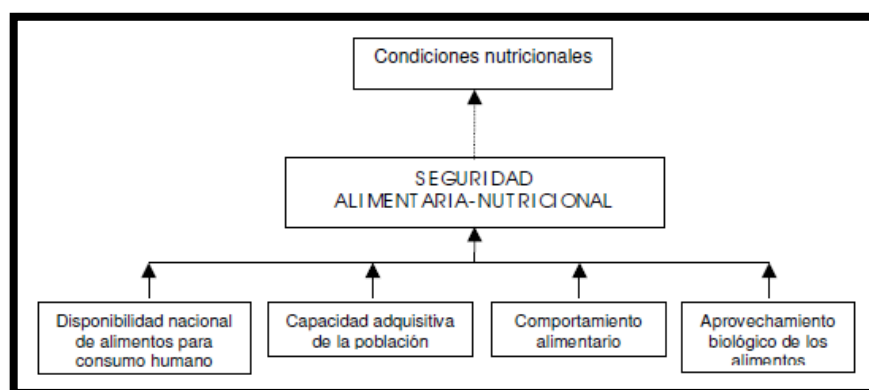 Condiciones nutricionales
SEGURIDAD
ALIMENTARIA-NUTRICIONAL
Disponibilidad nacional
de alimentos para
consumo humano
Capacidad adquisitiva
de la población
Comportamiento
alimentario
Aprovechamiento
biológico de los
alimentos